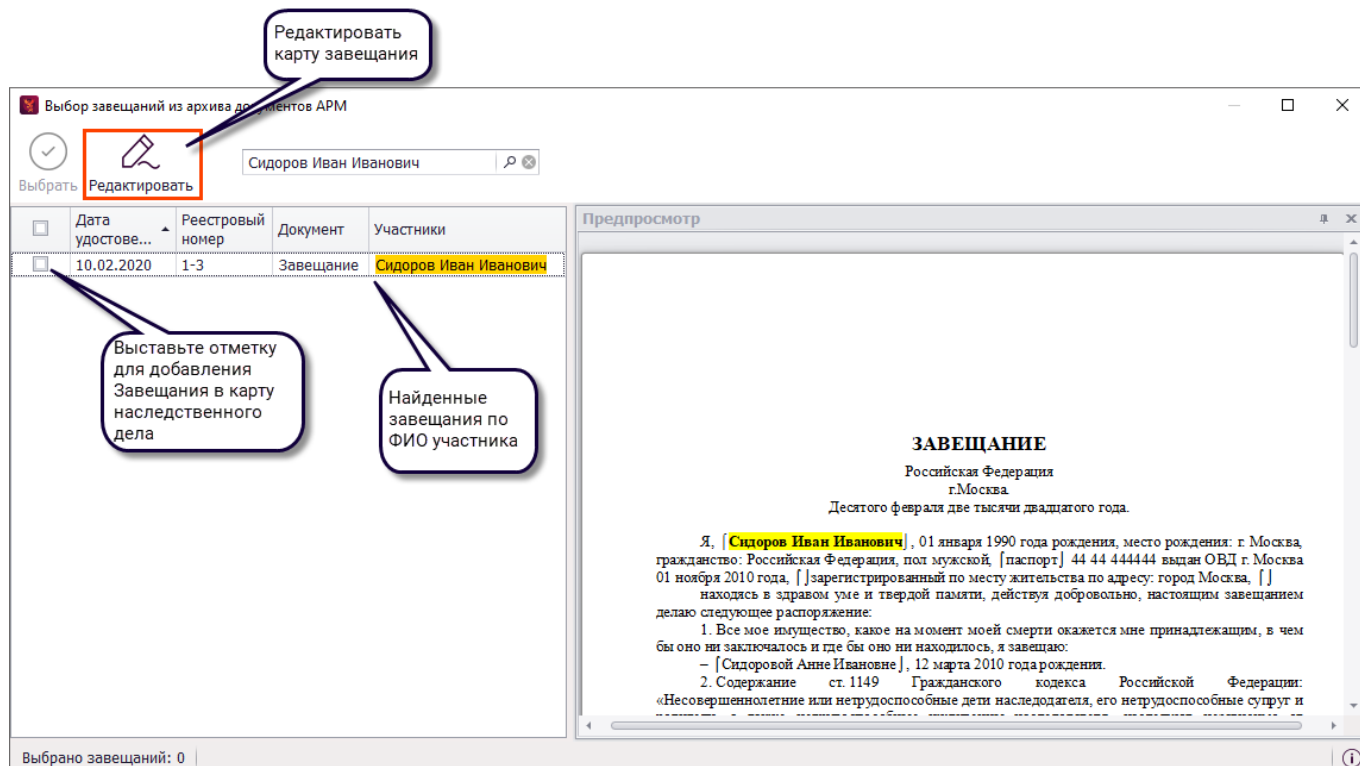 Редактировать
карту завещания
Выбор завещаний из архива документов АРМ
Выбрать
Редактировать
Сидоров Иван Иванович
Дата
удостове...
Реестровый
номер
Документ
Участники
10.02.2020 1-3 Завещание Сидоров Иван Иванович
Выставьте отметку
для добавления
Завещания в карту
наследственного
дела
Найденные
завещания по
ФИО участника
Предпросмотр
ЗАВЕЩАНИЕ
Российская Федерация
г.Москва.
Десятого февраля две тысячи двадцатого года.
Я, ⌈Сидоров Иван Иванович⌋, 01 января 1990 года рождения, место рождения: г. Москва,
гражданство: Российская Федерация, пол мужской, ⌈паспорт⌋ 44 44 444444 выдан ОВД г. Москва
01 ноября 2010 года, ⌈⌋зарегистрированный по месту жительства по адресу: город Москва, ⌈⌋
находясь в здравом уме и твердой памяти, действуя добровольно, настоящим завещанием
делаю следующее распоряжение:
1. Все мое имущество, какое на момент моей смерти окажется мне принадлежащим, в чем
бы оно ни заключалось и где бы оно ни находилось, я завещаю:
– ⌈Сидоровой Анне Ивановне⌋, 12 марта 2010 года рождения.
2. Содержание ст. 1149 Гражданского кодекса Российской Федерации:
«Несовершеннолетние или нетрудоспособные дети наследодателя, его нетрудоспособные супруг и
Выбрано завещаний: 0